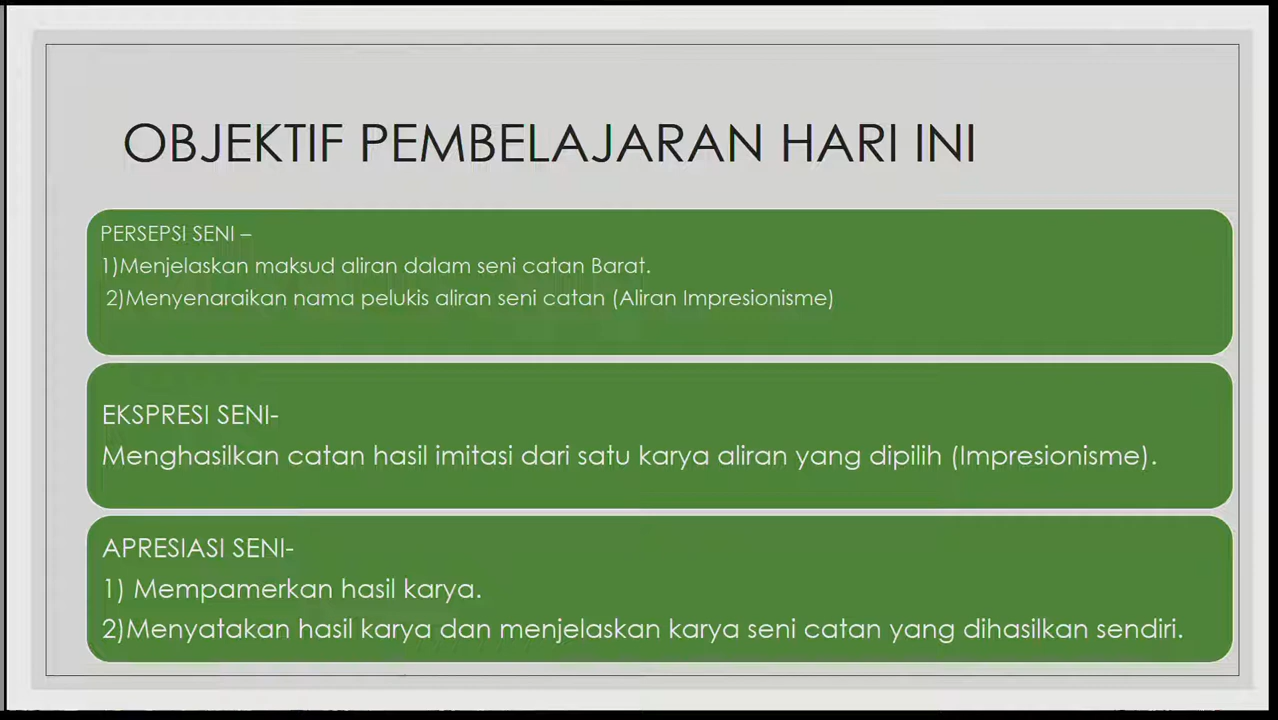 OBJEKTIF PEMBELAJARAN HARI INI
PERSEPSI SENI –
1)Menjelaskan maksud aliran dalam seni catan Barat.
2)Menyenaraikan nama pelukis aliran seni catan (Aliran Impresionisme)
EKSPRESI SENI-
Menghasilkan catan hasil imitasi dari satu karya aliran yang dipilih (Impresionisme).
APRESIASI SENI-
1) Mempamerkan hasil karya.
2)Menyatakan hasil karya dan menjelaskan karya seni catan yang dihasilkan sendiri.